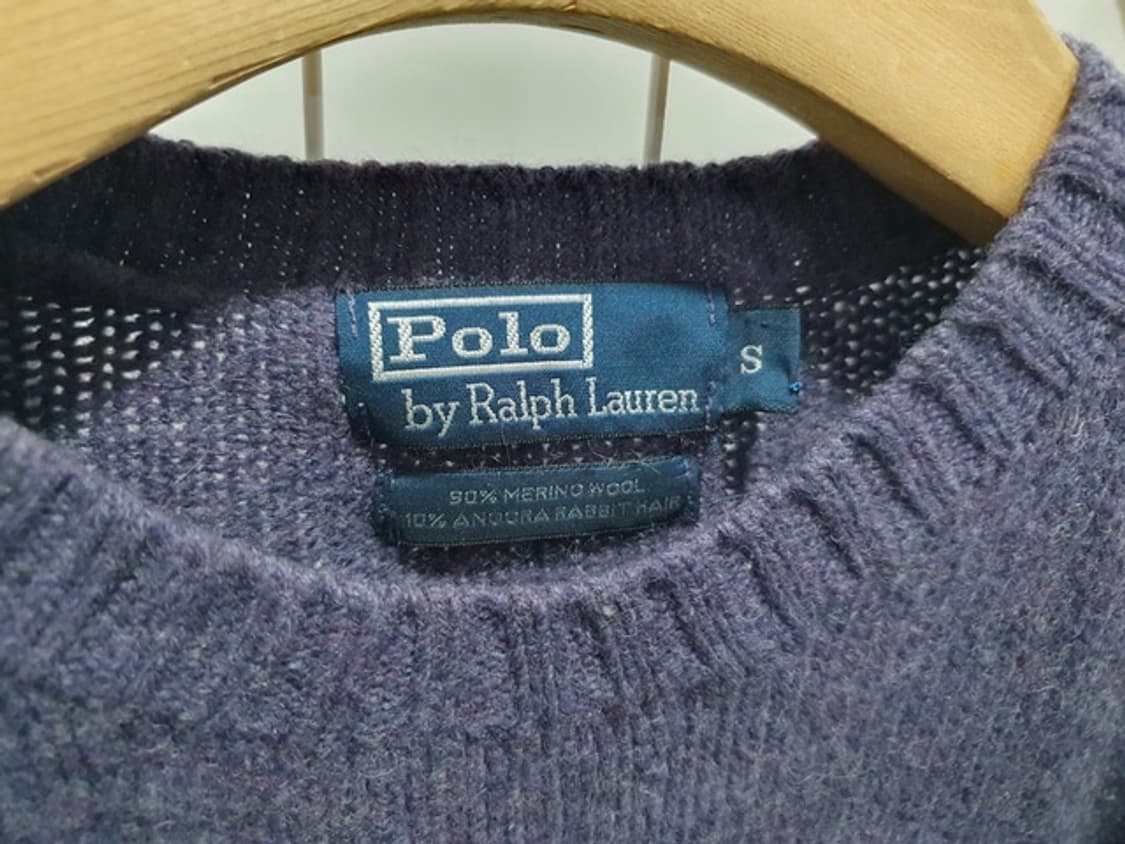 Polo
by Ralph Lauren
S
90% MERINO WOOL
10% ANGORA RABBIT HAIR